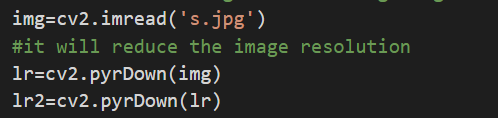 img=cv2.imread('s.jpg')
#it will reduce the image resolution
lr=cv2.pyrDown(img)
lr2=cv2.pyrDown(lr)